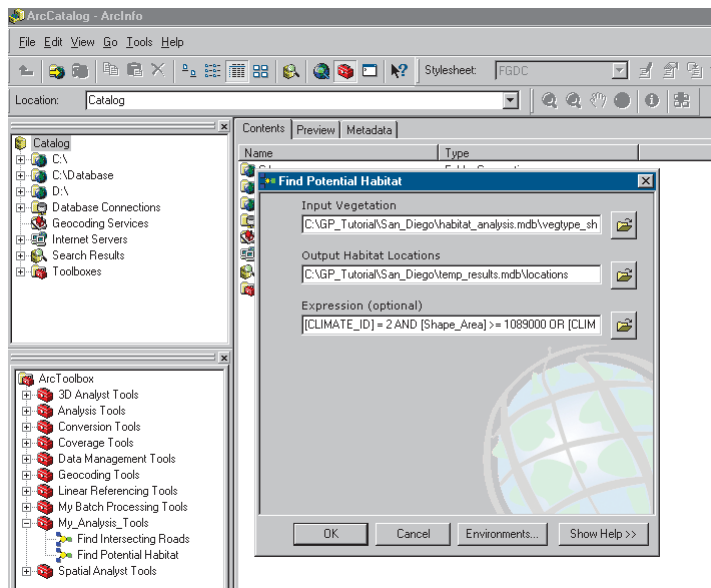 ArcCatalog - ArcInfo
File Edit View Go Tools Help
Stylesheet: FGDC
Location: Catalog
Catalog
C:\
C:\Database
D:\
Database Connections
Geocoding Services
Internet Servers
Search Results
Toolboxes
Contents Preview Metadata
Name Type
Find Potential Habitat
Input Vegetation
C:\GP_Tutorial\San_Diego\habitat_analysis.mdb\vegtype_sh
Output Habitat Locations
C:\GP_Tutorial\San_Diego\temp_results.mdb\locations
Expression (optional)
[CLIMATE_ID] = 2 AND [Shape_Area] >= 1089000 OR [CLIM
OK Cancel Environments... Show Help >>
ArcToolbox
3D Analyst Tools
Analysis Tools
Conversion Tools
Coverage Tools
Data Management Tools
Geocoding Tools
Linear Referencing Tools
My Batch Processing Tools
My_Analysis_Tools
Find Intersecting Roads
Find Potential Habitat
Spatial Analyst Tools